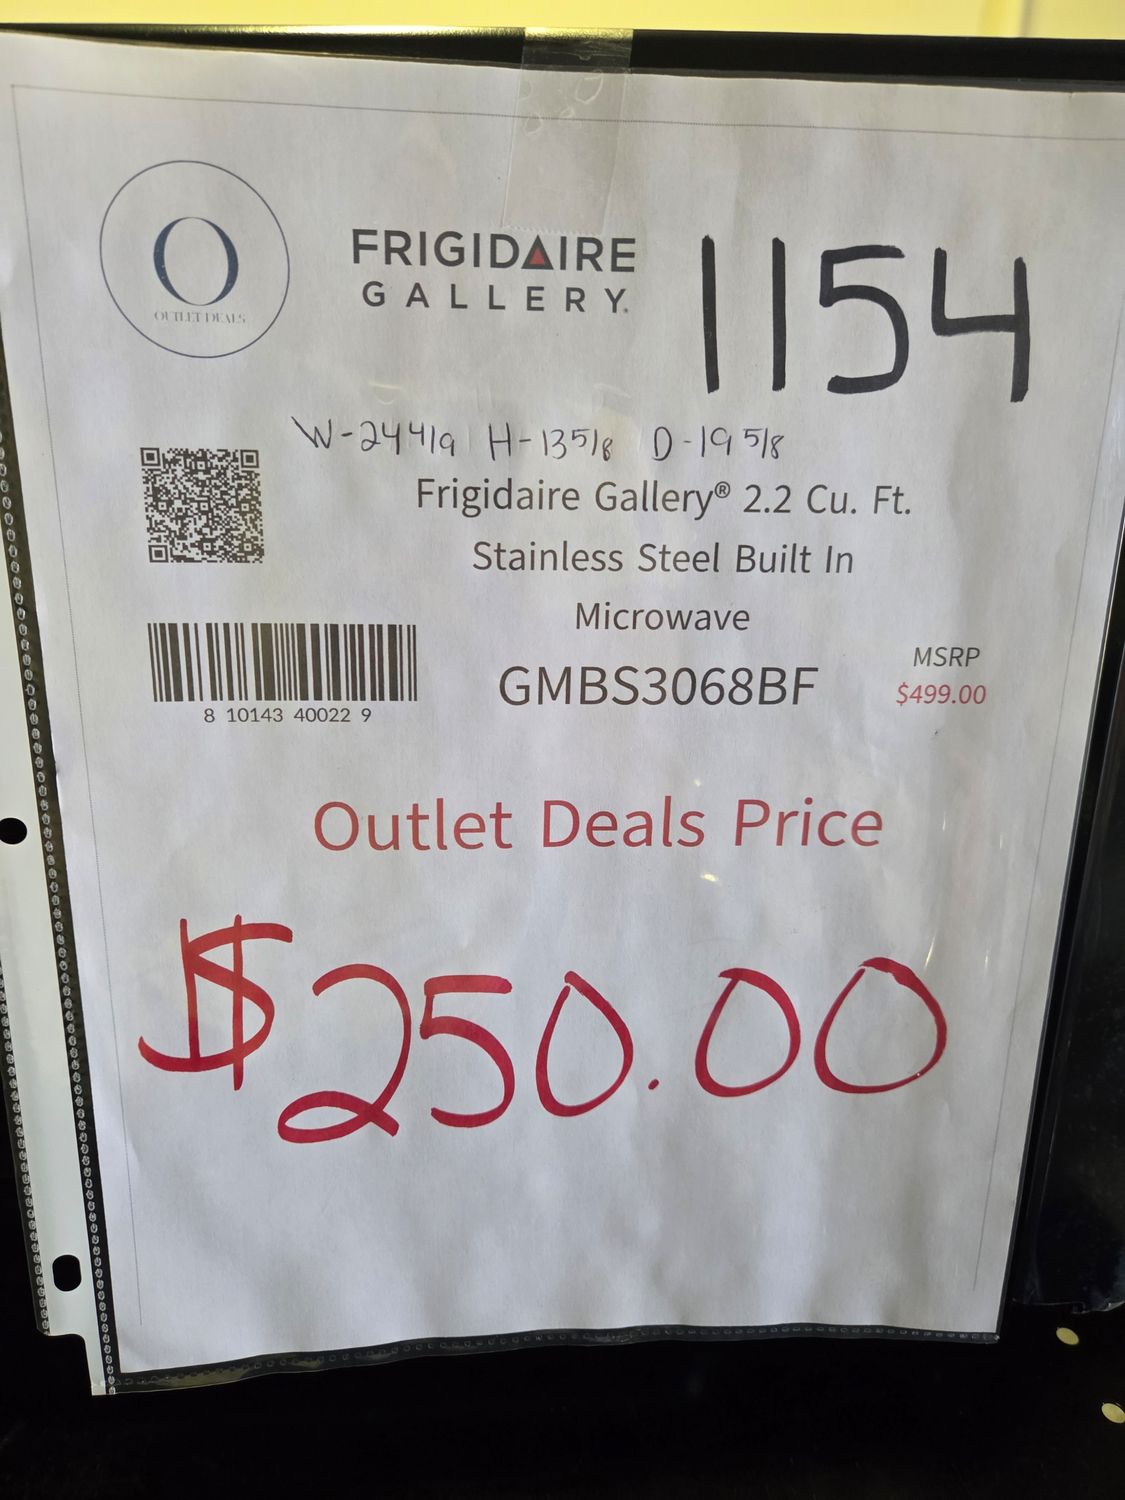 OUTLET DEALS
FRIGIDAIRE
GALLERY.
1154
W-24 4/9 H-13 5/8 D-19 5/8
Frigidaire Gallery® 2.2 Cu. Ft.
Stainless Steel Built In
Microwave
GMBS3068BF
MSRP
$499.00
8 10143 40022 9
Outlet Deals Price
$250.00